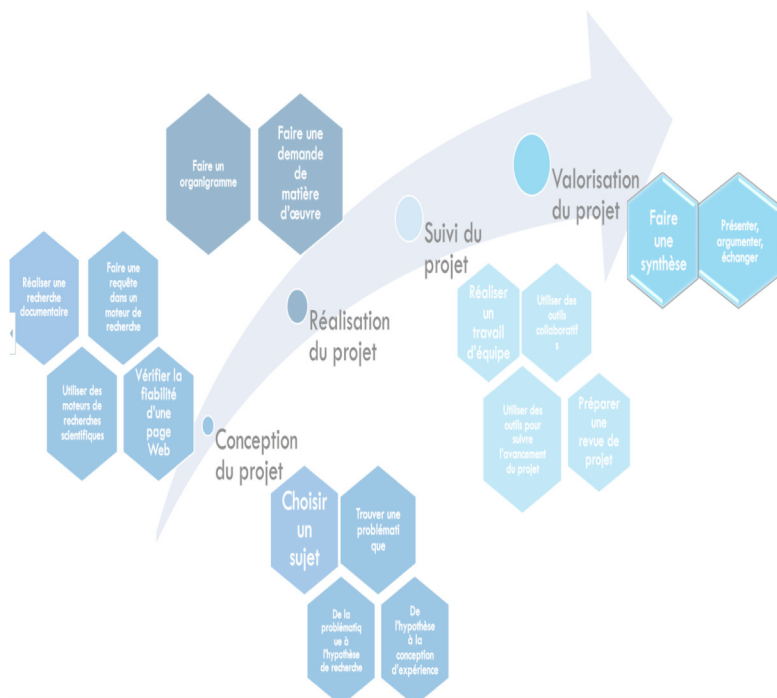 Faire un
organigramme
Faire une
demande
de
matière
d'œuvre
Valorisation
du projet
Faire
une
synthèse
Présenter,
argumenter,
échanger
Suivi du
projet
Réaliser une
recherche
documentaire
Faire une
requête
dans un
moteur de
recherche
Utiliser des
moteurs de
recherches
scientifiques
Vérifier la
fiabilité
d'une
page
Web
Réalisation
du projet
Réaliser
un
travail
d'équipe
Utiliser des
outils
collaboratif
s
Utiliser des
outils pour
suivre
l'avancement
du projet
Préparer
une
revue de
projet
Conception
du projet
Choisir
un
sujet
Trouver une
problémati
que
De la
problématiq
ue à
l'hypothèse
de recherche
De
l'hypothèse
à la
conception
d'expérience